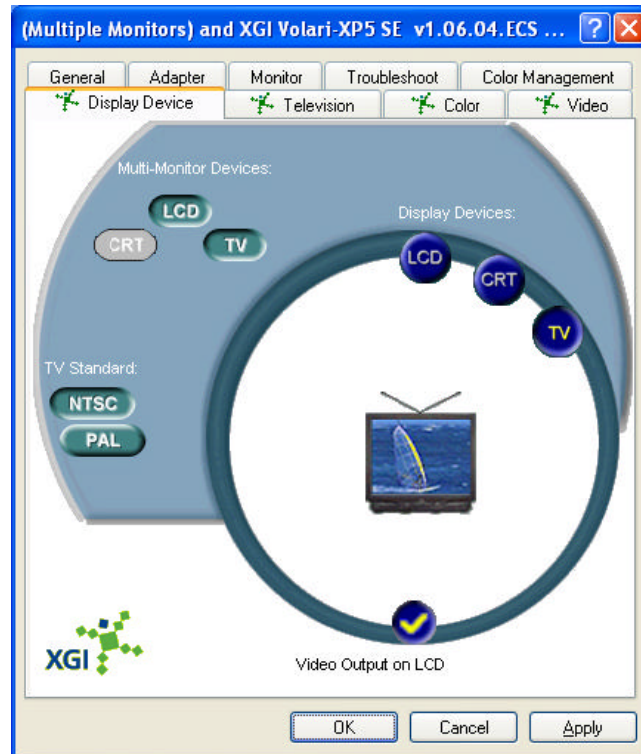 (Multiple Monitors) and XGI Volari-XP5 SE v1.06.04.ECS ...
General Adapter Monitor Troubleshoot Color Management
Display Device Television Color Video
Multi-Monitor Devices:
LCD
CRT
TV
Display Devices:
LCD
CRT
TV
TV Standard:
NTSC
PAL
XGI
Video Output on LCD
OK Cancel Apply